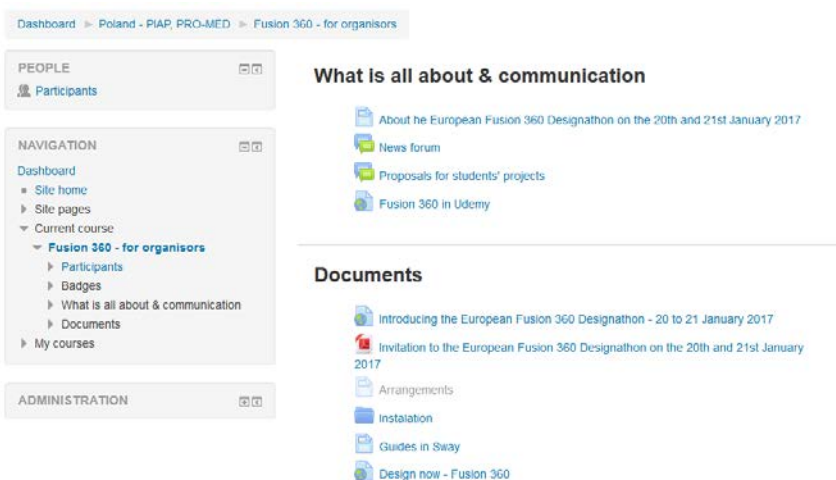 Dashboard Poland - PIAP, PRO-MED Fusion 360 - for organisors
PEOPLE
Participants
NAVIGATION
Dashboard
Site home
Site pages
Current course
Fusion 360 - for organisors
Participants
Badges
What is all about & communication
Documents
My courses
ADMINISTRATION
What is all about & communication
About he European Fusion 360 Designathon on the 20th and 21st January 2017
News forum
Proposals for students' projects
Fusion 360 in Udemy
Documents
Introducing the European Fusion 360 Designathon - 20 to 21 January 2017
Invitation to the European Fusion 360 Designathon on the 20th and 21st January
2017
Arrangements
Instalation
Guides in Sway
Design now - Fusion 360